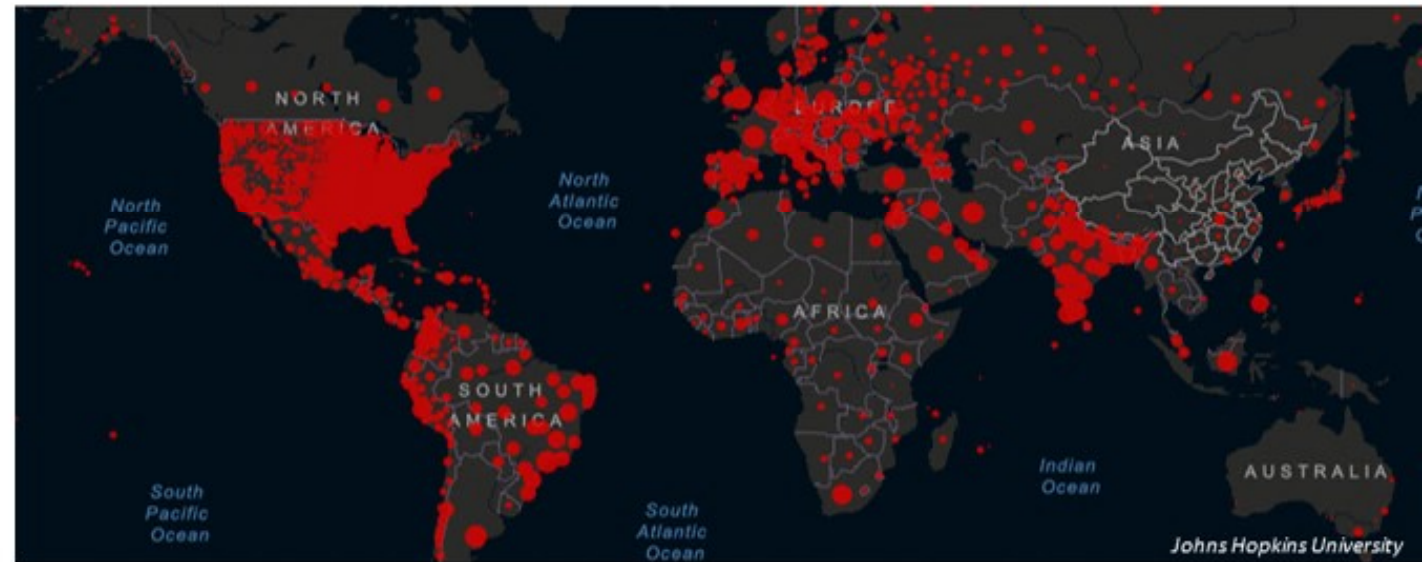 NORTH
AMERICA
EUROPE
ASIA
North
Atlantic
Ocean
North
Pacific
Ocean
AFRICA
SOUTH
AMERICA
Indian
Ocean
AUSTRALIA
South
Pacific
Ocean
South
Atlantic
Ocean
Johns Hopkins University